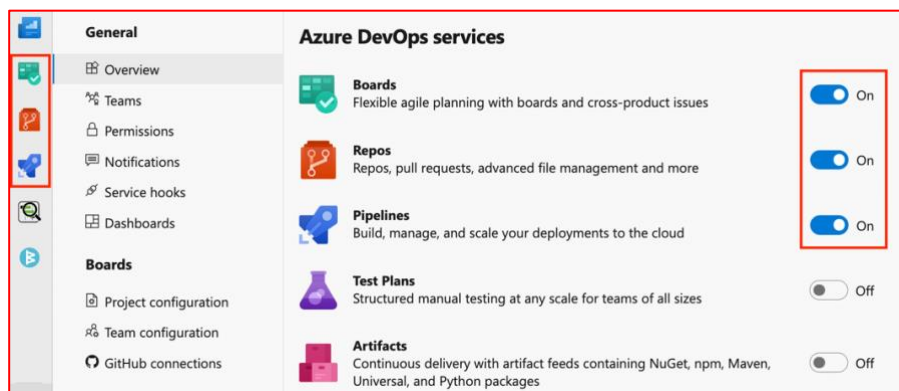 General
Overview
Teams
Permissions
Notifications
Service hooks
Dashboards
Boards
Project configuration
Team configuration
GitHub connections
Azure DevOps services
Boards
Flexible agile planning with boards and cross-product issues
On
Repos
Repos, pull requests, advanced file management and more
On
Pipelines
Build, manage, and scale your deployments to the cloud
On
Test Plans
Structured manual testing at any scale for teams of all sizes
Off
Artifacts
Continuous delivery with artifact feeds containing NuGet, npm, Maven,
Universal, and Python packages
Off